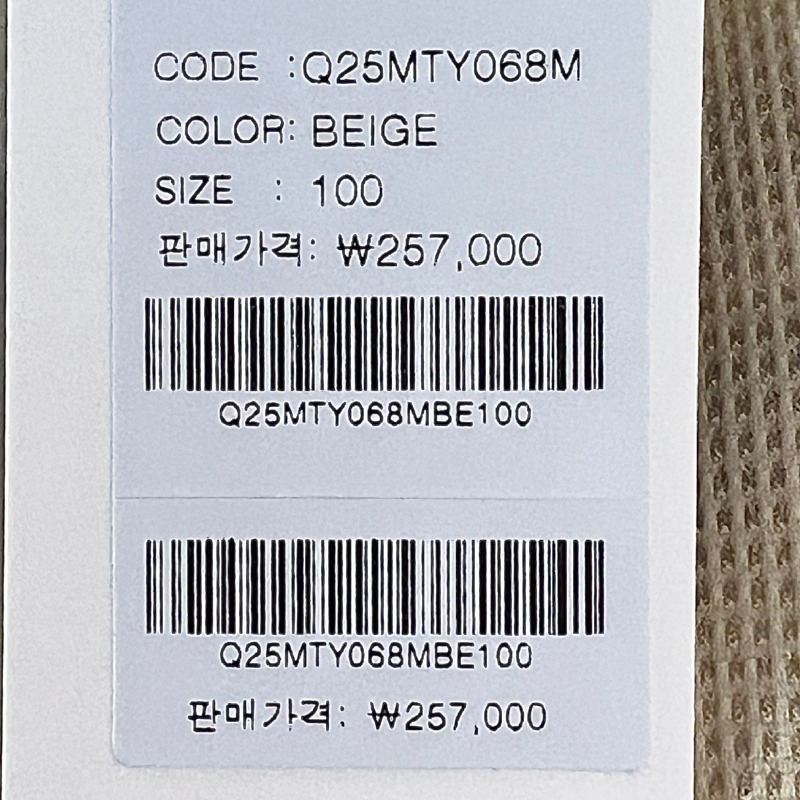 CODE :Q25MTY068M
COLOR: BEIGE
SIZE : 100
판매가격: ₩257,000
Q25MTY068MBE100
Q25MTY068MBE100
판매가격: ₩257,000